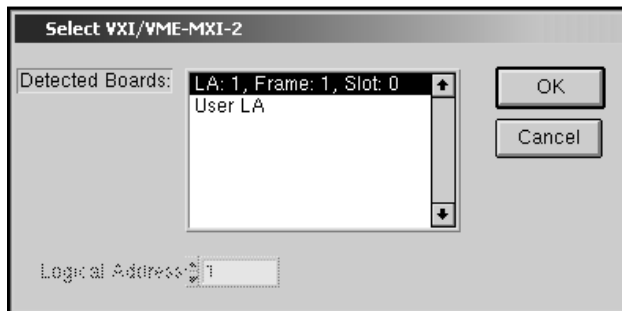 Select VXI/VME-MXI-2
Detected Boards:
LA: 1, Frame: 1, Slot: 0
User LA
OK
Cancel
Logical Address: 1